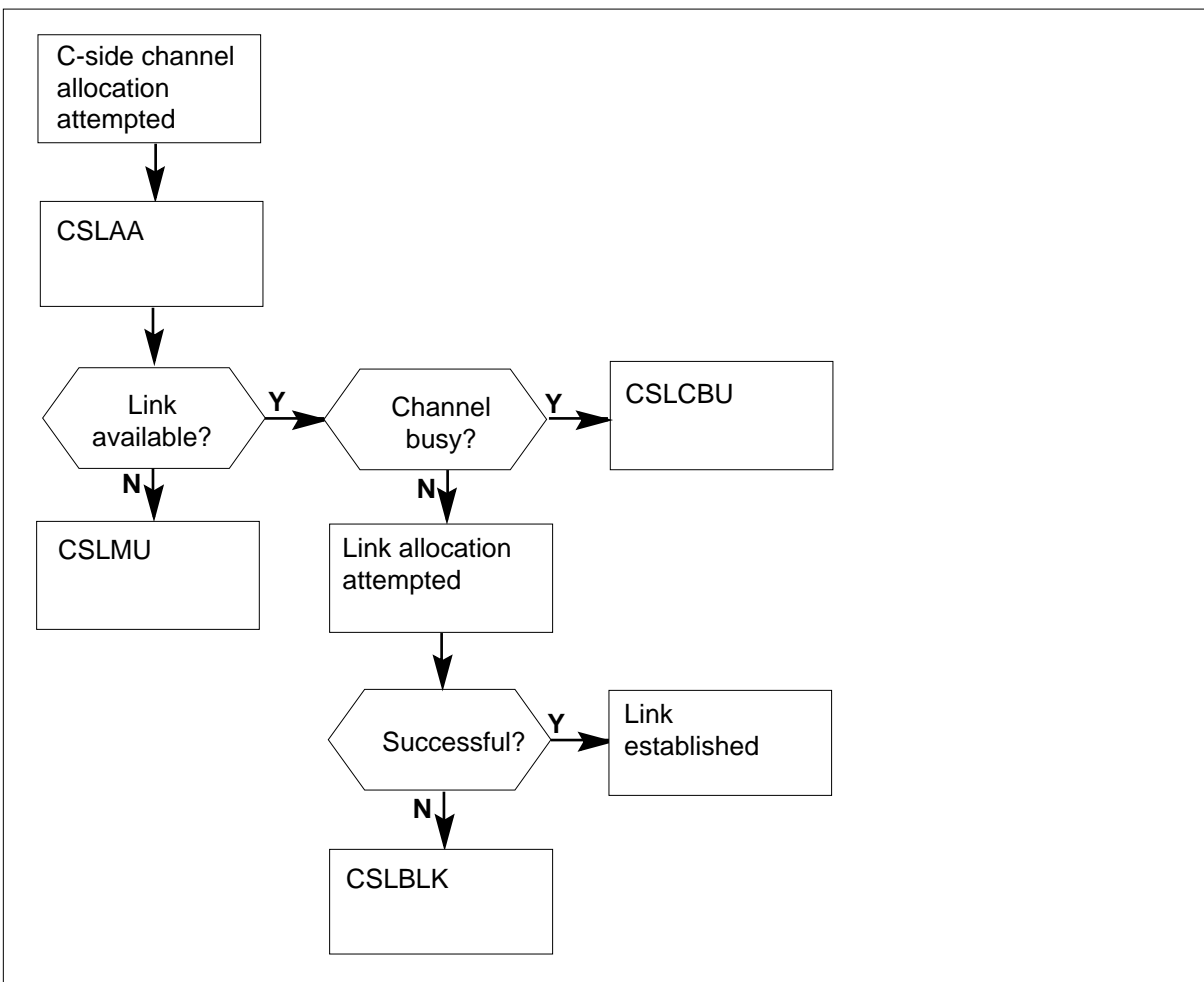 C-side channel
allocation
attempted
CSLAA
Link
available?
Y
N
Channel
busy?
Y
N
CSLCBU
CSLMU
Link allocation
attempted
Successful?
Y
N
Link
established
CSLBLK